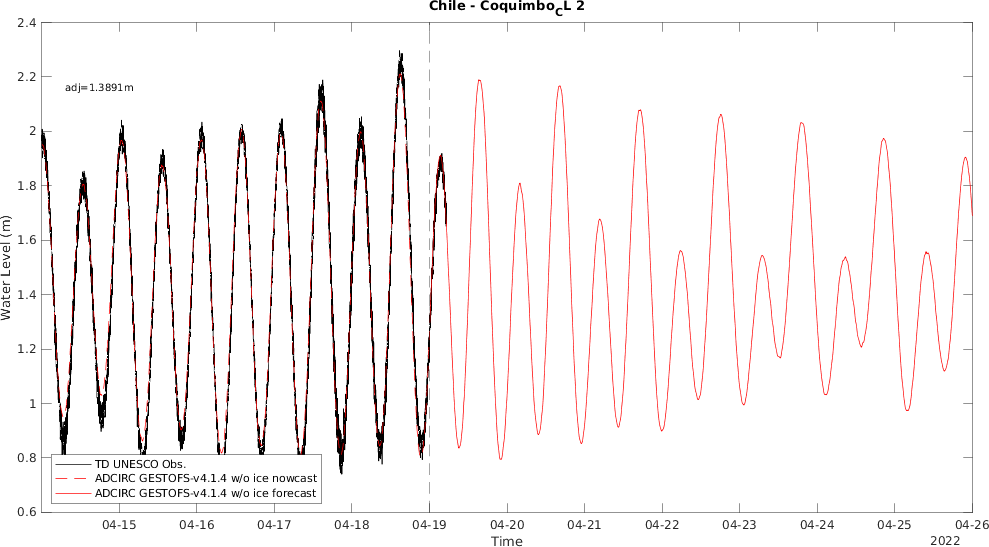 Chile - Coquimbo_CL 2
2.4
2.2
2
1.8
1.6
1.4
1.2
1
0.8
0.6
Water Level (m)
adj=1.3891m
TD UNESCO Obs.
ADCIRC GESTOFS-v4.1.4 w/o ice nowcast
ADCIRC GESTOFS-v4.1.4 w/o ice forecast
04-15 04-16 04-17 04-18 04-19 04-20 04-21 04-22 04-23 04-24 04-25 04-26
Time
2022